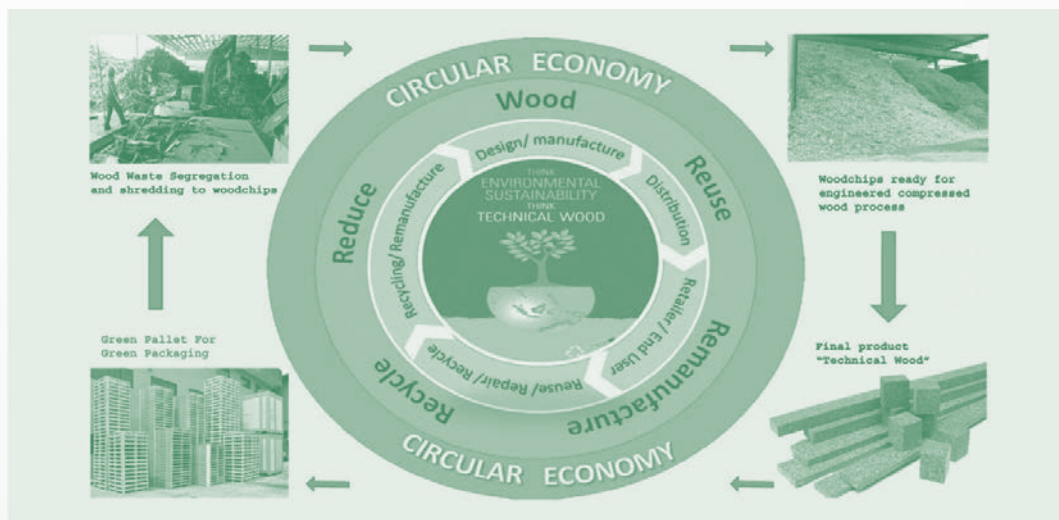 CIRCULAR ECONOMY
Wood
Reduce
Reuse
Recycle
Remanufacture
CIRCULAR ECONOMY
Design/ manufacture
Distribution
Retailer/ End User
Reuse/ Repair/ Recycle
Recycling/ Remanufacture
THINK
ENVIRONMENTAL
SUSTAINABILITY
THINK
TECHNICAL WOOD
Wood Waste Segregation
and shredding to woodchips
Woodchips ready for
engineered compressed
wood process
Final product
"Technical Wood"
Green Pallet For
Green Packaging